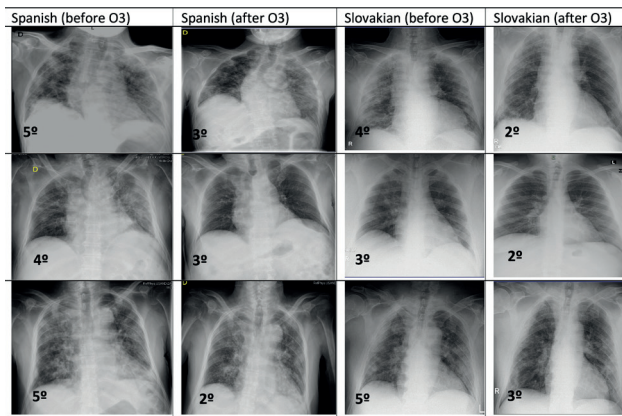 Spanish (before O3) Spanish (after O3) Slovakian (before O3) Slovakian (after O3)
D L D
5º 3º 4º 2º
R
D L
4º 3º 3º 2º
D
5º 2º 5º 3º
R L